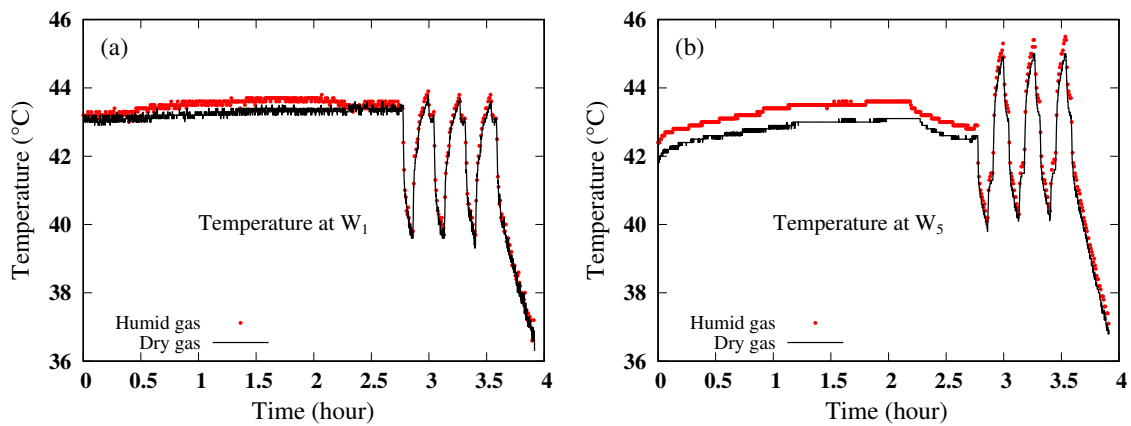 (a)
Temperature (°C)
46
44
42
40
38
36
Temperature at W1
Humid gas
Dry gas
0 0.5 1 1.5 2 2.5 3 3.5 4
Time (hour)
(b)
Temperature (°C)
46
44
42
40
38
36
Temperature at W5
Humid gas
Dry gas
0 0.5 1 1.5 2 2.5 3 3.5 4
Time (hour)